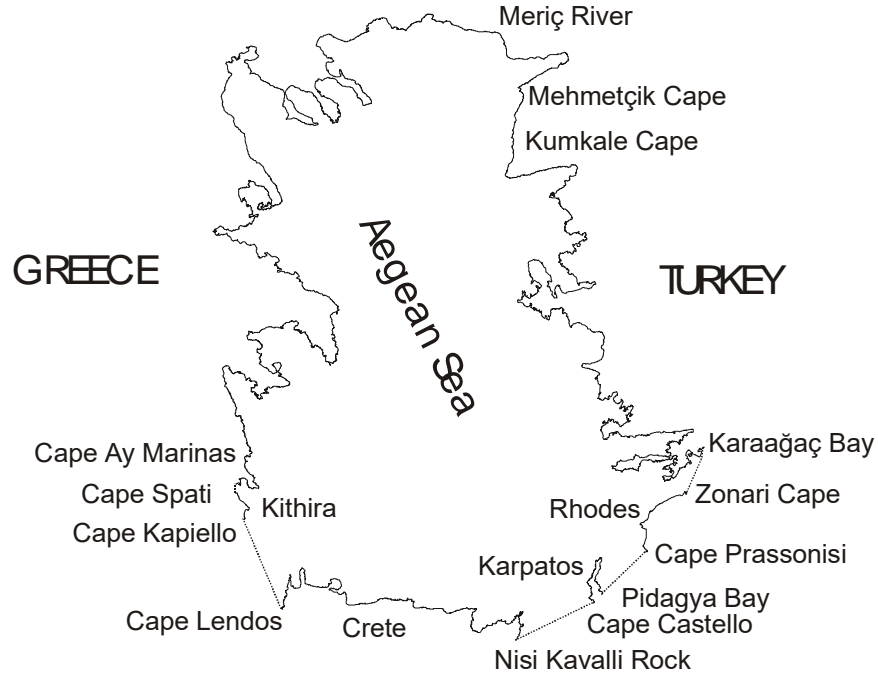 Meriç River
Mehmetçik Cape
Kumkale Cape
GREECE
Aegean Sea
TURKEY
Cape Ay Marinas
Karaağaç Bay
Cape Spati
Zonari Cape
Kithira
Rhodes
Cape Kapiello
Cape Prassonisi
Karpatos
Pidagya Bay
Cape Lendos
Crete
Cape Castello
Nisi Kavalli Rock